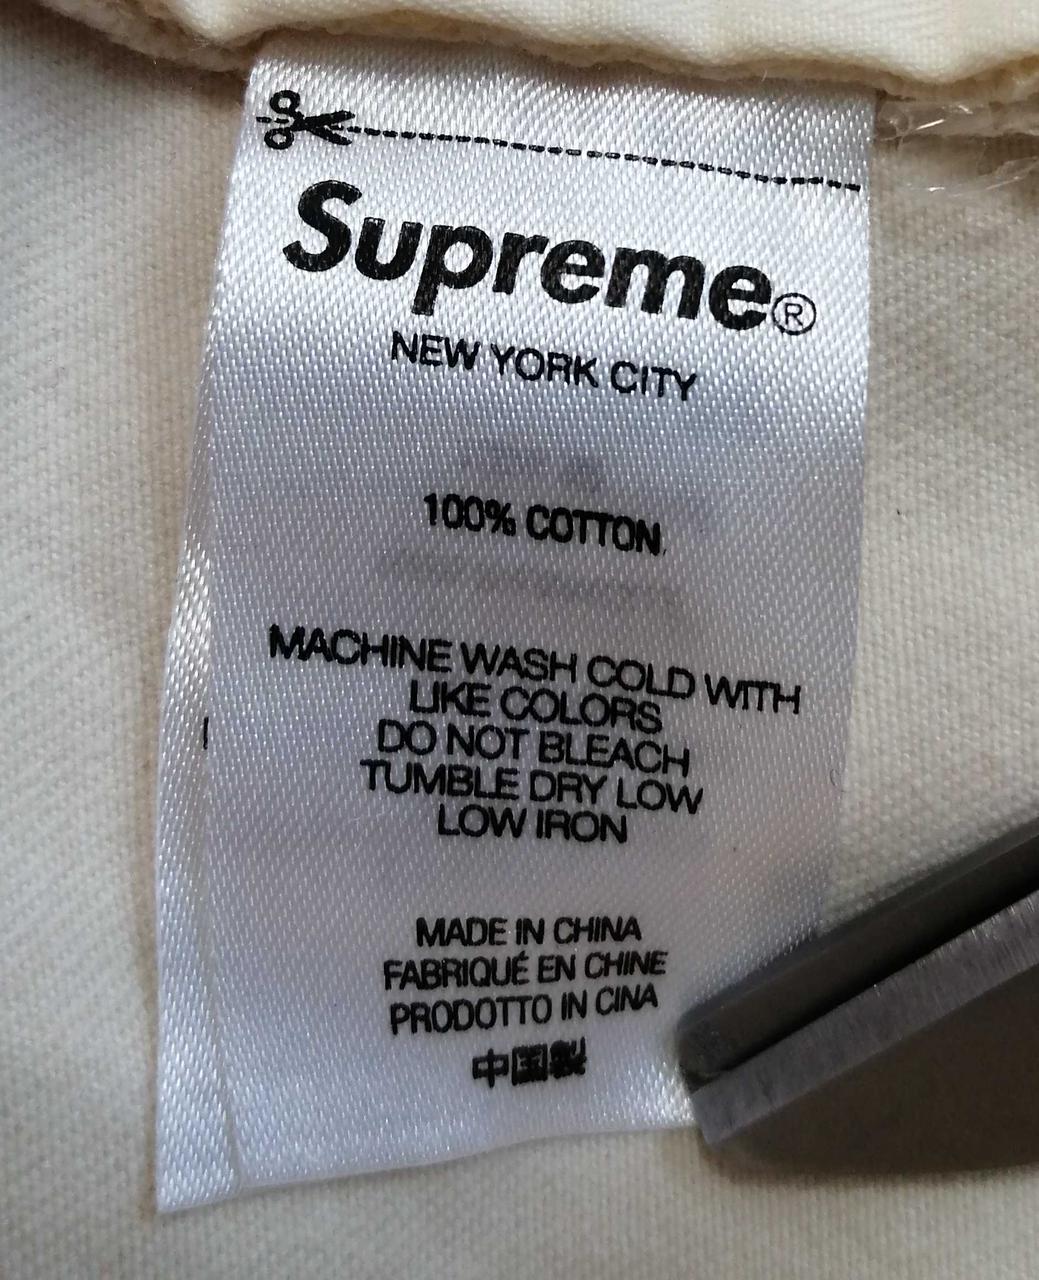 Supreme®
NEW YORK CITY
100% COTTON
MACHINE WASH COLD WITH
LIKE COLORS
DO NOT BLEACH
TUMBLE DRY LOW
LOW IRON
MADE IN CHINA
FABRIQUÉ EN CHINE
PRODOTTO IN CINA
中国製